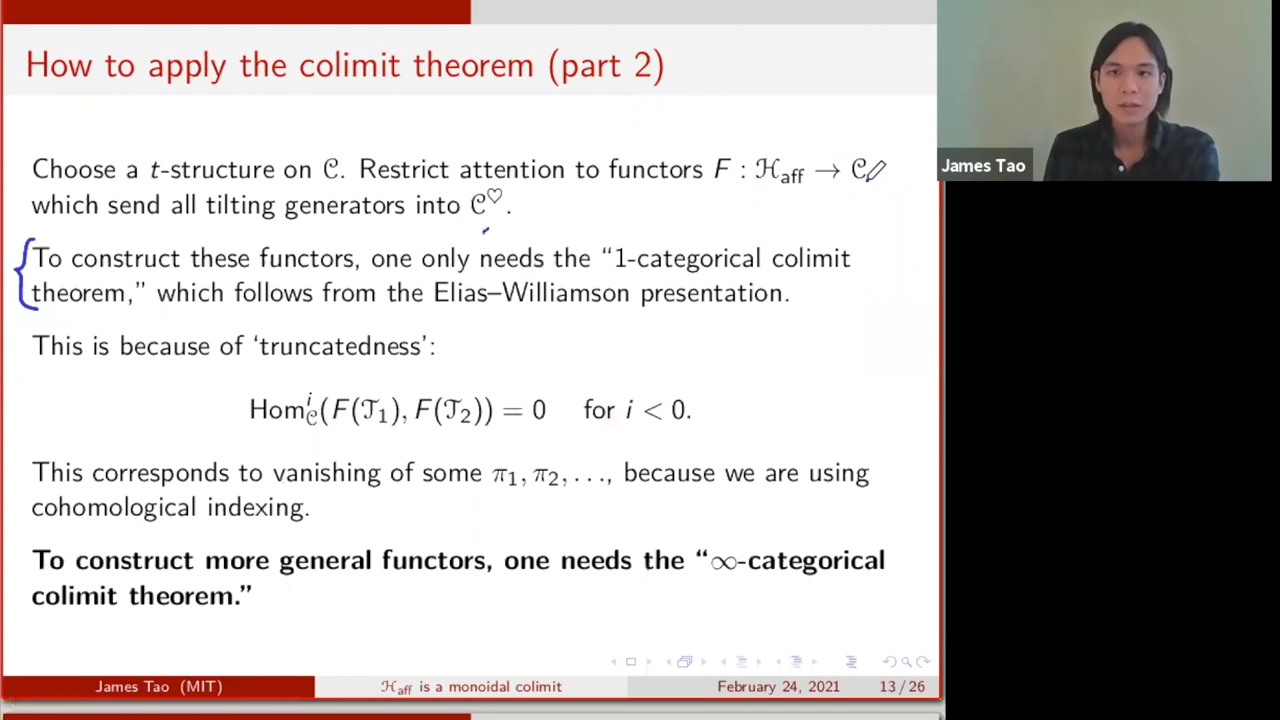 How to apply the colimit theorem (part 2)
Choose a t-structure on 𝒞. Restrict attention to functors F : ℋ_aff → 𝒞
which send all tilting generators into 𝒞^♡.
To construct these functors, one only needs the “1-categorical colimit
theorem,” which follows from the Elias–Williamson presentation.
This is because of ‘truncatedness’:
Hom^i_𝒞(F(𝒯₁), F(𝒯₂)) = 0 for i < 0.
This corresponds to vanishing of some π₁, π₂, . . ., because we are using
cohomological indexing.
To construct more general functors, one needs the “∞-categorical
colimit theorem.”
James Tao (MIT)
ℋ_aff is a monoidal colimit
February 24, 2021
13 / 26
James Tao